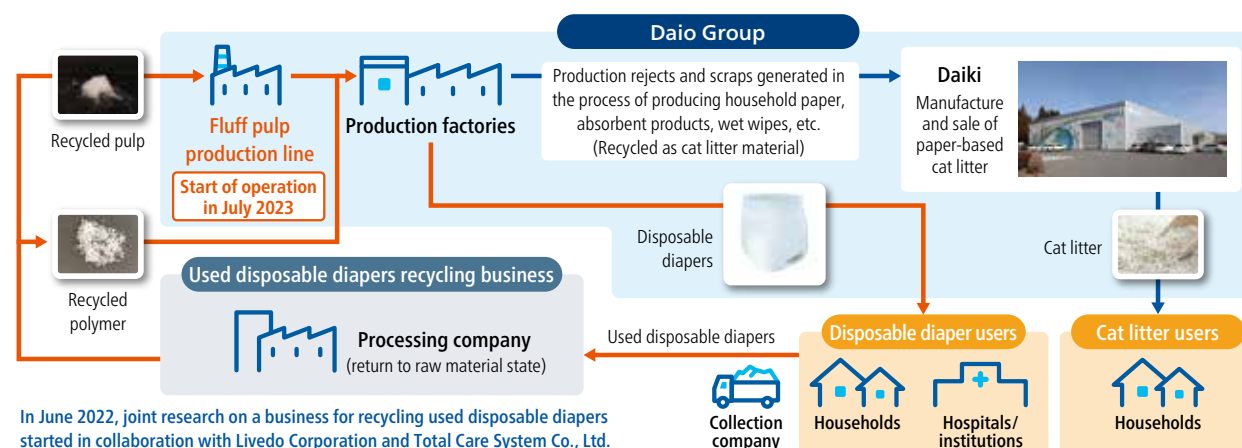 Daio Group
Recycled pulp
Fluff pulp
production line
Start of operation
in July 2023
Production factories
Production rejects and scraps generated in
the process of producing household paper,
absorbent products, wet wipes, etc.
(Recycled as cat litter material)
Daiki
Manufacture
and sale of
paper-based
cat litter
Recycled
polymer
Disposable
diapers
Cat litter
Used disposable diapers recycling business
Processing company
(return to raw material state)
Used disposable diapers
Collection
company
Disposable diaper users
Households
Hospitals/
institutions
Cat litter users
Households
In June 2022, joint research on a business for recycling used disposable diapers
started in collaboration with Livedo Corporation and Total Care System Co., Ltd.